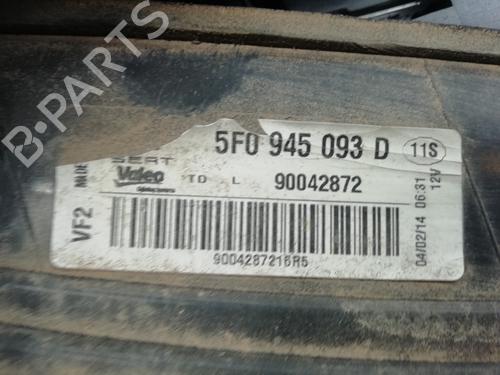 5F0 945 093 D 11S
SEAT
Valeo TD L 90042872
VF2
9004287216R5
04/02/14 06:31
12V
B-PARTS